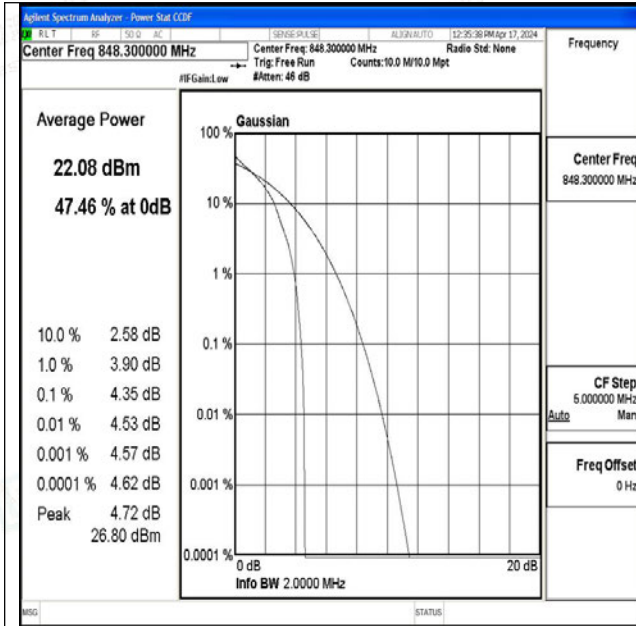 Agilent Spectrum Analyzer - Power Stat CCDF
RLT RF 50 Ω AC SENSE:PULSE ALIGNAUTO 12:35:38 PM Apr 17, 2024
Center Freq 848.300000 MHz
Center Freq: 848.300000 MHz Radio Std: None
Trig: Free Run Counts:10.0 M/10.0 Mpt
#IFGain:Low #Atten: 46 dB
Frequency
Average Power
22.08 dBm
47.46 % at 0dB
10.0 % 2.58 dB
1.0 % 3.90 dB
0.1 % 4.35 dB
0.01 % 4.53 dB
0.001 % 4.57 dB
0.0001 % 4.62 dB
Peak 4.72 dB
26.80 dBm
Gaussian
100 %
10 %
1 %
0.1 %
0.01 %
0.001 %
0.0001 %
0 dB 20 dB
Info BW 2.0000 MHz
Center Freq
848.300000 MHz
CF Step
5.000000 MHz
Auto Man
Freq Offset
0 Hz
MSG STATUS